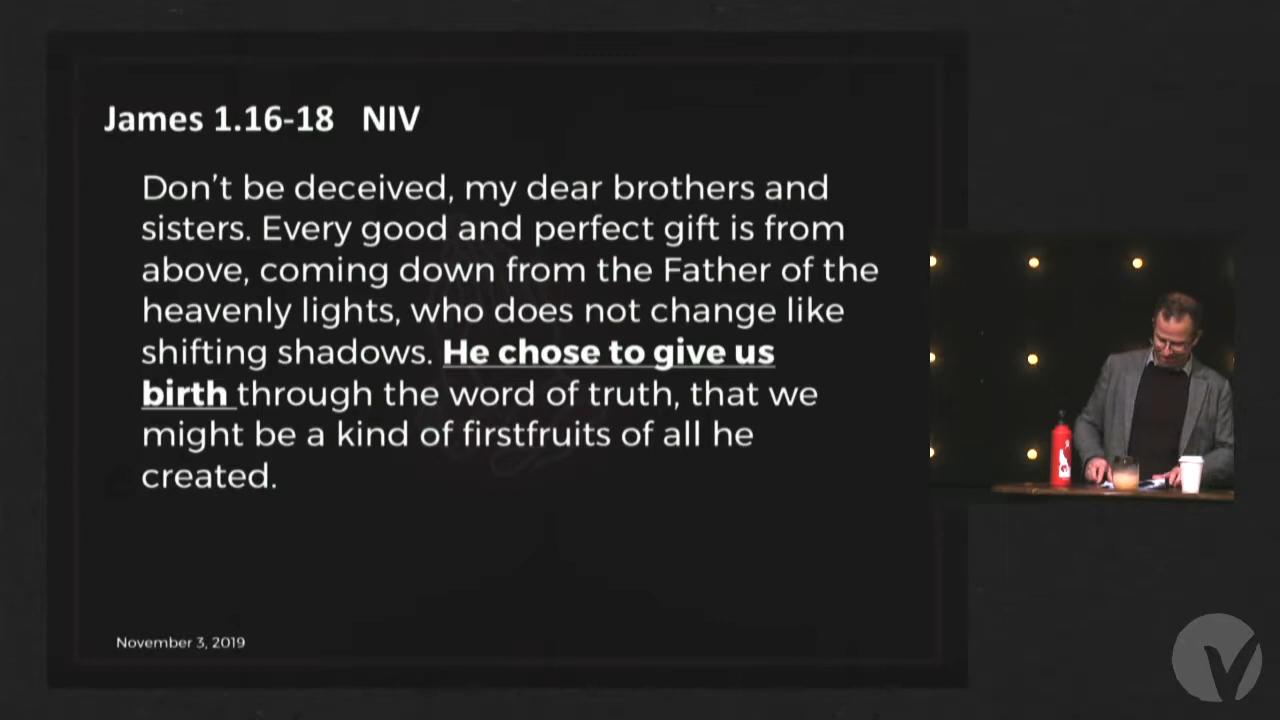 James 1.16-18 NIV
Don’t be deceived, my dear brothers and
sisters. Every good and perfect gift is from
above, coming down from the Father of the
heavenly lights, who does not change like
shifting shadows. He chose to give us
birth through the word of truth, that we
might be a kind of firstfruits of all he
created.
November 3, 2019